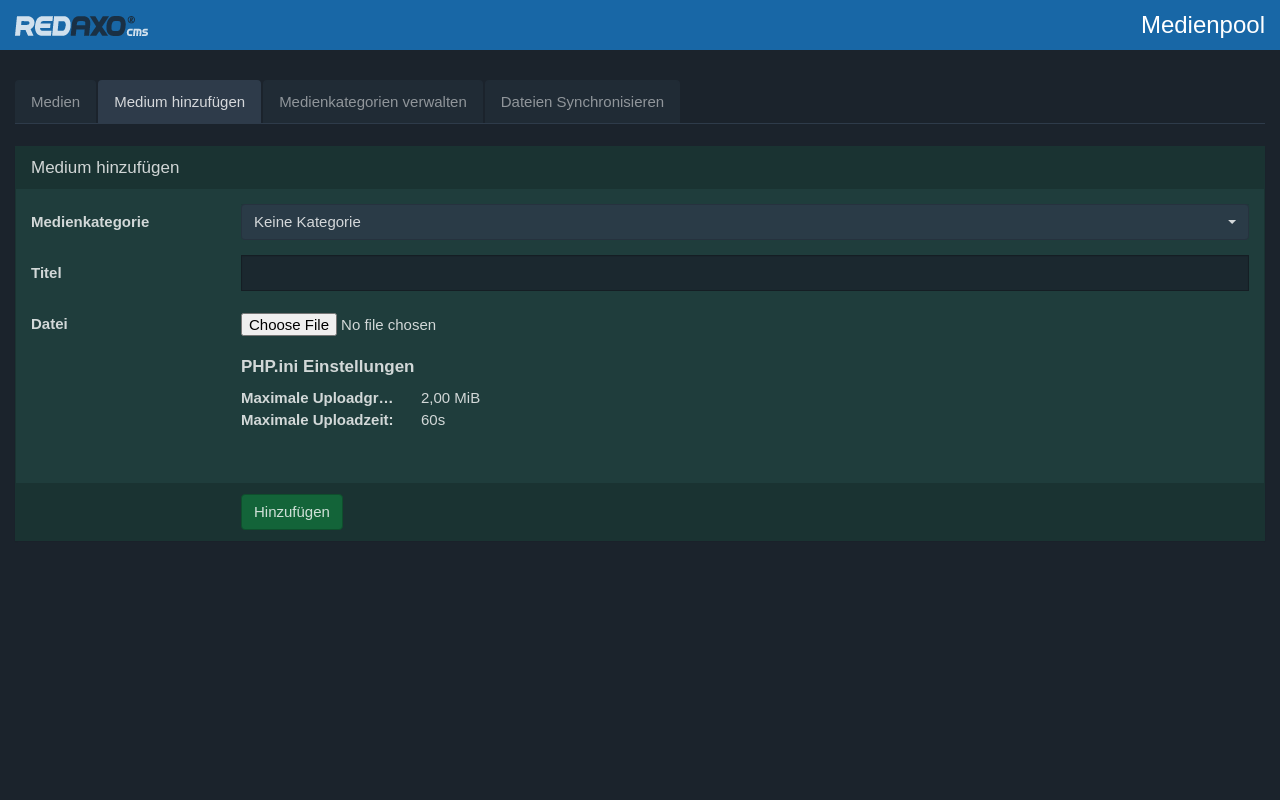 REDAXO® cms
Medienpool
Medien
Medium hinzufügen
Medienkategorien verwalten
Dateien Synchronisieren
Medium hinzufügen
Medienkategorie
Keine Kategorie
Titel
Datei
Choose File No file chosen
PHP.ini Einstellungen
Maximale Uploadgr… 2,00 MiB
Maximale Uploadzeit: 60s
Hinzufügen